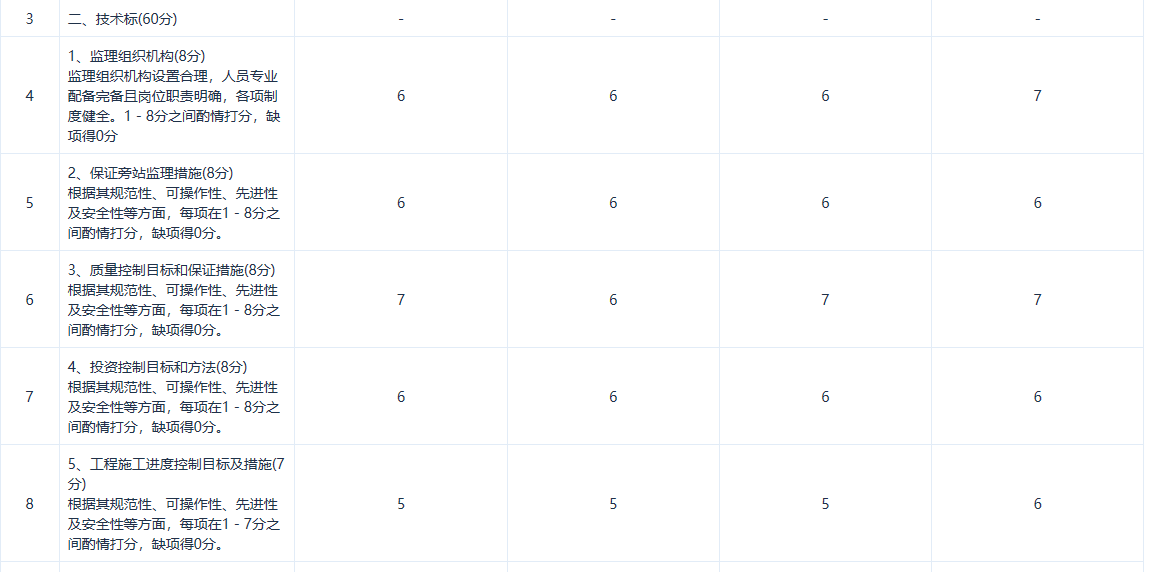 3 二、技术标(60分) - - - -
1、监理组织机构(8分)
监理组织机构设置合理，人员专业
4 配备完备且岗位职责明确，各项制 6 6 6 7
度健全。1 - 8分之间酌情打分，缺
项得0分
2、保证旁站监理措施(8分)
根据其规范性、可操作性、先进性
5 及安全性等方面，每项在1 - 8分之 6 6 6 6
间酌情打分，缺项得0分。
3、质量控制目标和保证措施(8分)
根据其规范性、可操作性、先进性
6 及安全性等方面，每项在1 - 8分之 7 6 7 7
间酌情打分，缺项得0分。
4、投资控制目标和方法(8分)
根据其规范性、可操作性、先进性
7 及安全性等方面，每项在1 - 8分之 6 6 6 6
间酌情打分，缺项得0分。
5、工程施工进度控制目标及措施(7
分)
8 根据其规范性、可操作性、先进性 5 5 5 6
及安全性等方面，每项在1 - 7分之
间酌情打分，缺项得0分。